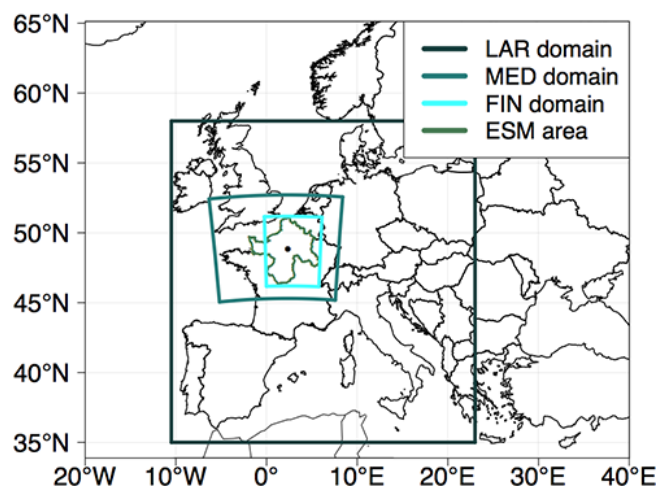 65°N
60°N
55°N
50°N
45°N
40°N
35°N
LAR domain
MED domain
FIN domain
ESM area
20°W 10°W 0°E 10°E 20°E 30°E 40°E